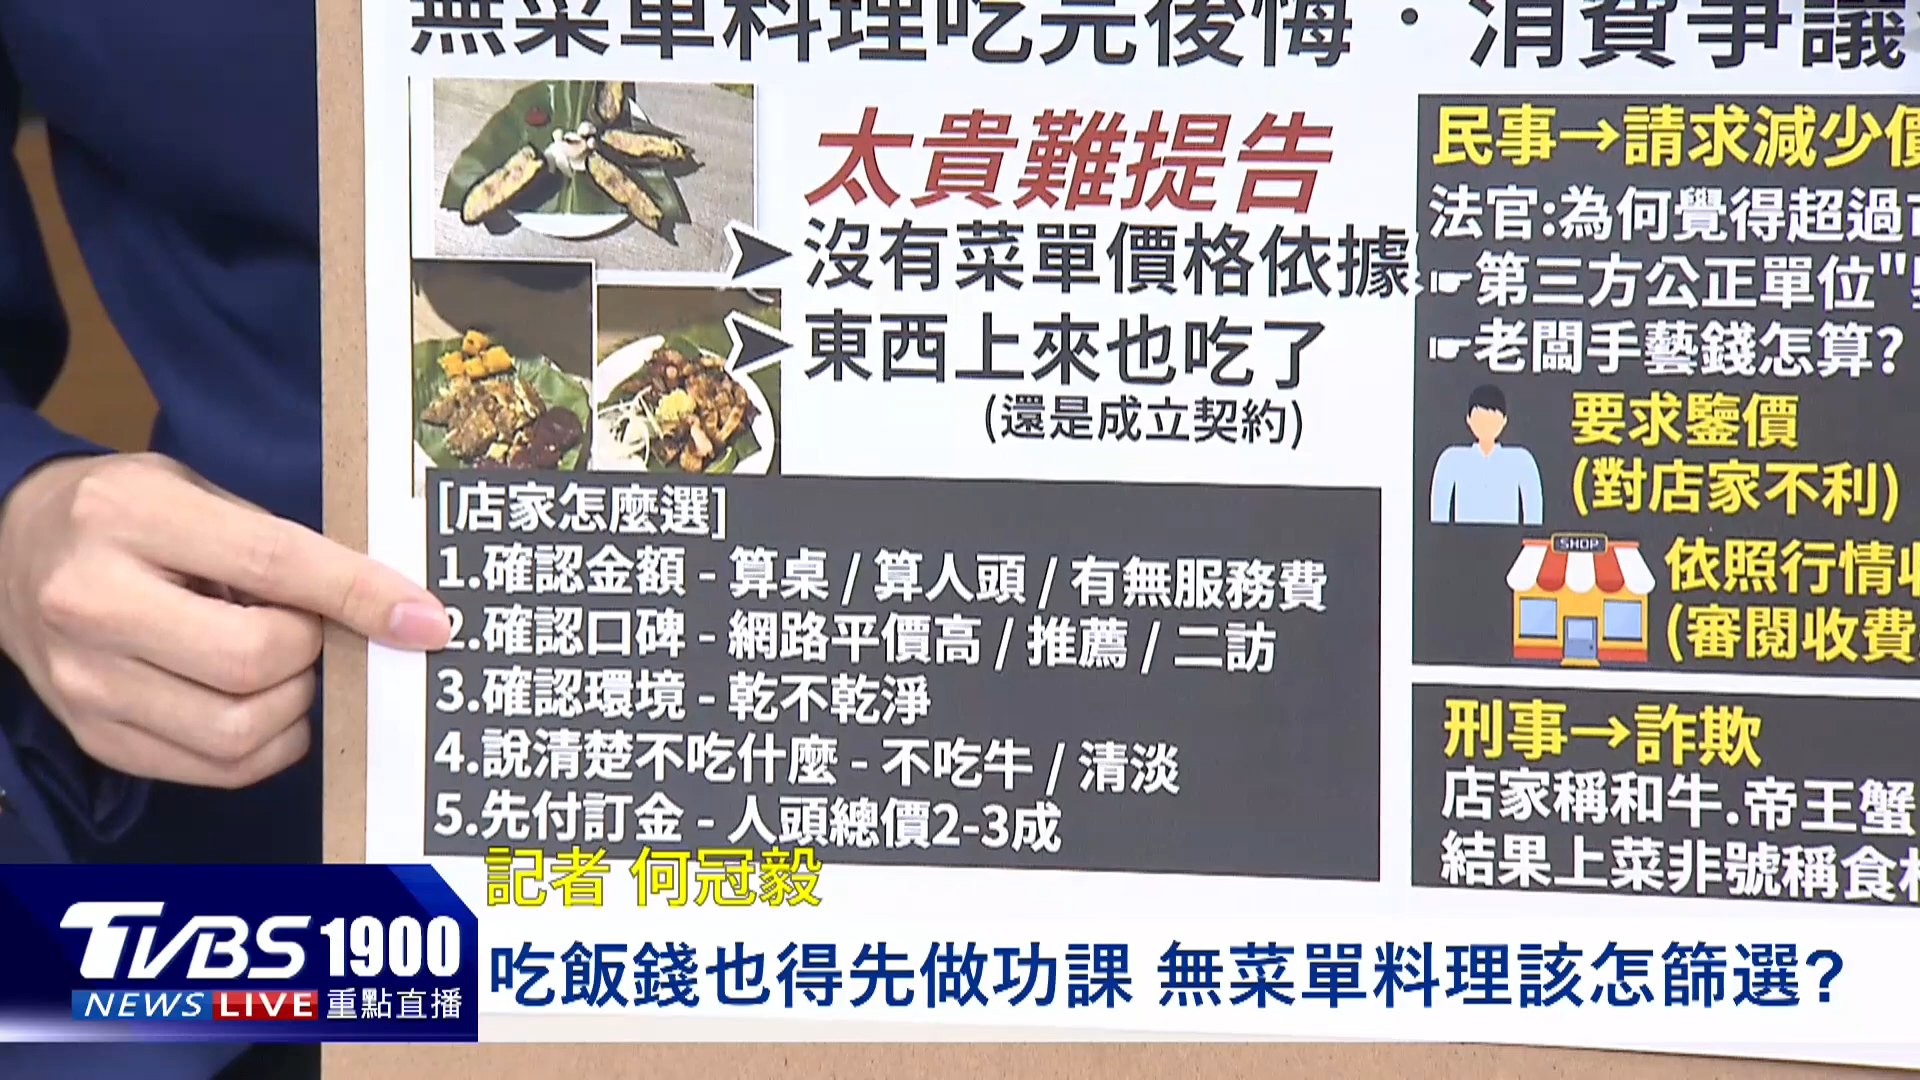 無菜單料理吃完後悔·消費爭議
太貴難提告
沒有菜單價格依據
東西上來也吃了
(還是成立契約)
[店家怎麼選]
1.確認金額 - 算桌 / 算人頭 / 有無服務費
2.確認口碑 - 網路平價高 / 推薦 / 二訪
3.確認環境 - 乾不乾淨
4.說清楚不吃什麼 - 不吃牛 / 清淡
5.先付訂金 - 人頭總價2-3成
民事→請求減少價
法官:為何覺得超過
☞第三方公正單位"
☞老闆手藝錢怎算?
要求鑒價
(對店家不利)
SHOP
依照行情收
(審閱收費
刑事→詐欺
店家稱和牛.帝王蟹
結果上菜非號稱食材
記者 何冠毅
TVBS 1900
NEWS LIVE 重點直播
吃飯錢也得先做功課 無菜單料理該怎篩選?